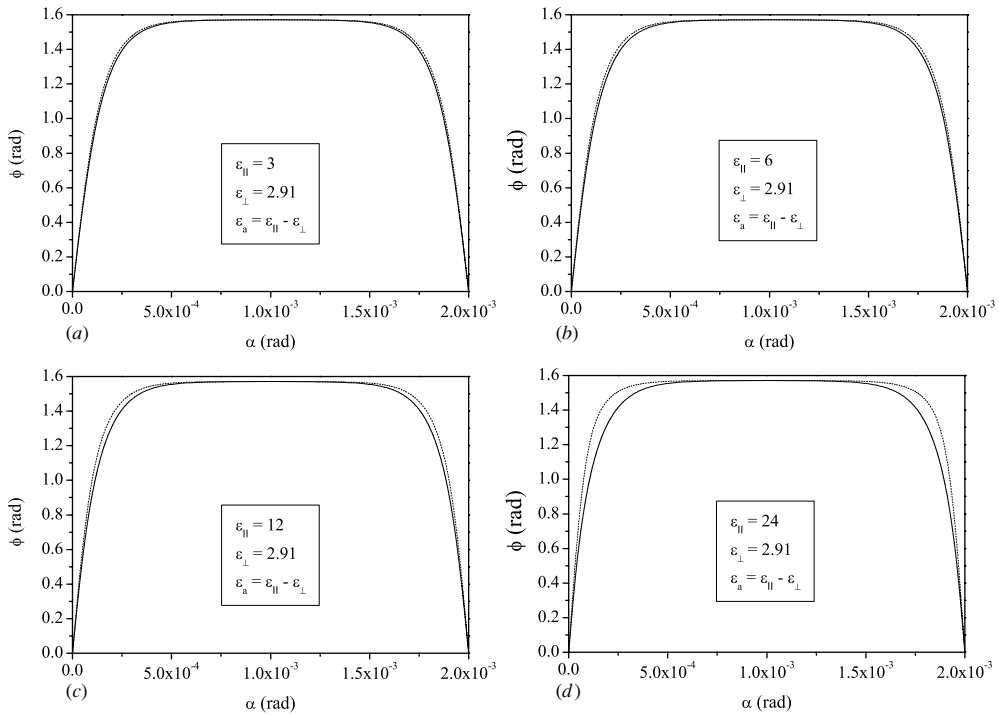 1.6
1.4
1.2
1.0
0.8
0.6
0.4
0.2
0.0
ϕ (rad)
ε|| = 3
ε⊥ = 2.91
εa = ε|| - ε⊥
0.0 5.0x10-4 1.0x10-3 1.5x10-3 2.0x10-3
(a)
α (rad)
1.6
1.4
1.2
1.0
0.8
0.6
0.4
0.2
0.0
ϕ (rad)
ε|| = 6
ε⊥ = 2.91
εa = ε|| - ε⊥
0.0 5.0x10-4 1.0x10-3 1.5x10-3 2.0x10-3
(b)
α (rad)
1.6
1.4
1.2
1.0
0.8
0.6
0.4
0.2
0.0
ϕ (rad)
ε|| = 12
ε⊥ = 2.91
εa = ε|| - ε⊥
0.0 5.0x10-4 1.0x10-3 1.5x10-3 2.0x10-3
(c)
α (rad)
1.6
1.4
1.2
1.0
0.8
0.6
0.4
0.2
0.0
ϕ (rad)
ε|| = 24
ε⊥ = 2.91
εa = ε|| - ε⊥
0.0 5.0x10-4 1.0x10-3 1.5x10-3 2.0x10-3
(d)
α (rad)